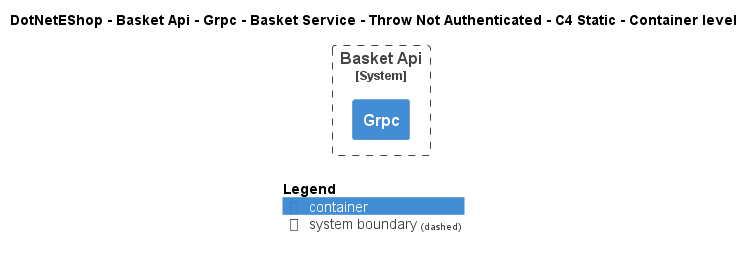 DotNetEShop - Basket Api - Grpc - Basket Service - Throw Not Authenticated - C4 Static - Container level
Basket Api
[System]
Grpc
Legend
container
system boundary (dashed)